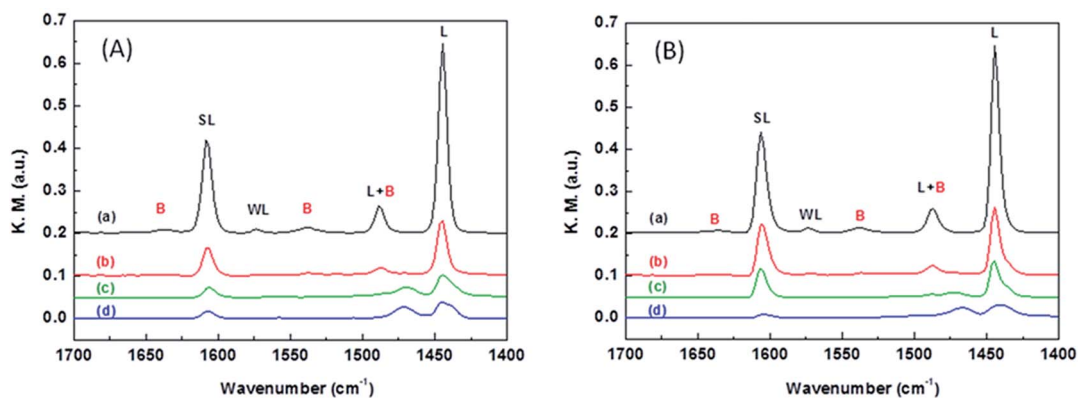 (A)
K. M. (a.u.)
0.7
0.6
0.5
0.4
0.3
0.2
0.1
0.0
L
SL
L+B
B
WL
B
(a)
(b)
(c)
(d)
1700 1650 1600 1550 1500 1450 1400
Wavenumber (cm⁻¹)
(B)
K. M. (a.u.)
0.7
0.6
0.5
0.4
0.3
0.2
0.1
0.0
L
SL
L+B
B
WL
B
(a)
(b)
(c)
(d)
1700 1650 1600 1550 1500 1450 1400
Wavenumber (cm⁻¹)